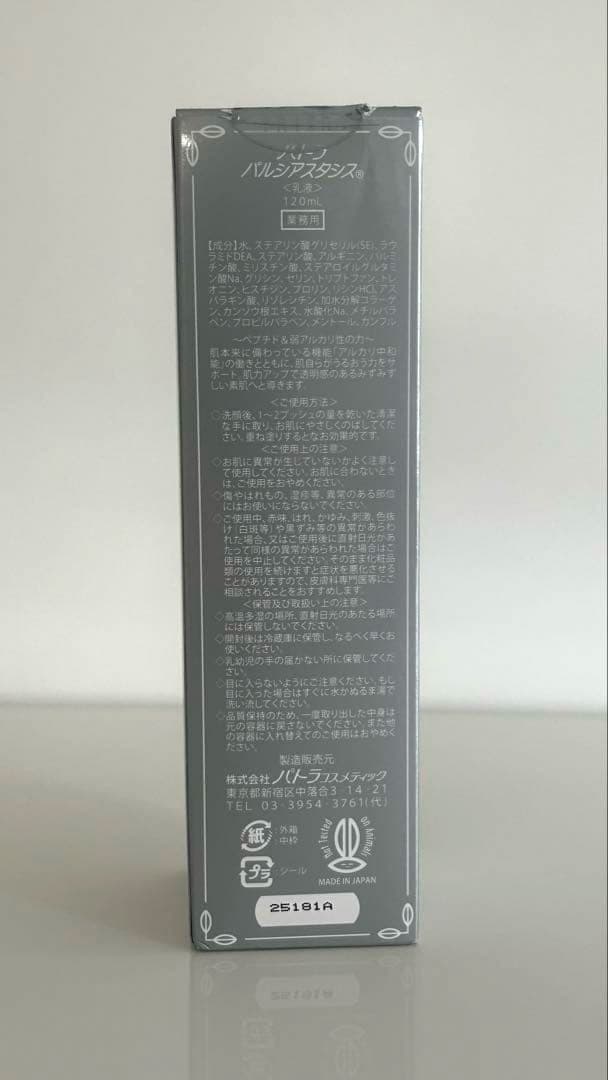 パトラ
パルシアスタシス®
<乳液>
120mL
業務用
【成分】水、ステアリン酸グリセリル(SE)、ラウ
ラミドDEA、ステアリン酸、アルギニン、パルミ
チン酸、ミリスチン酸、ステアロイルグルタミ
ン酸Na、グリシン、セリン、トリプトファン、トレ
オニン、ヒスチジン、プロリン、リシンHCl、アス
パラギン酸、リゾレシチン、加水分解コラーゲ
ン、カンゾウ根エキス、水酸化Na、メチルパラ
ベン、プロピルパラベン、メントール、カンフル
〜ペプチド&弱アルカリ性の力〜
肌本来に備わっている機能「アルカリ中和
能」の働きとともに、肌自らがうるおう力をサ
ポート。肌力アップで透明感のあるみずみず
しい素肌へと導きます。
<ご使用方法>
◇洗顔後、1〜2プッシュの量を乾いた清潔
な手に取り、お肌にやさしくのばしてくださ
い。重ね塗りするとなお効果的です。
<ご使用上の注意>
◇お肌に異常が生じていないかよく注意し
て使用してください。お肌に合わないとき
は、ご使用をおやめください。
◇傷やはれもの、湿疹等、異常のある部位
にはお使いにならないでください。
◇ご使用中、赤味、はれ、かゆみ、刺激、色抜
け(白斑等)や黒ずみ等の異常があらわ
れた場合、又はご使用後に直射日光があ
たって同様の異常があらわれた場合はご
使用を中止してください。そのまま化粧品
類の使用を続けますと症状を悪化させる
ことがありますので、皮膚科専門医等にご
相談されることをおすすめします。
<保管及び取扱い上の注意>
◇高温多湿の場所、直射日光のあたる場所
には保管しないでください。
◇開封後は冷蔵庫に保管し、なるべく早くお
使いください。
◇乳幼児の手の届かない所に保管してくだ
さい。
◇目に入らないようにご注意ください。もし
目に入った場合はすぐに水かぬるま湯で
洗い流してください。
◇品質保持のため、一度取り出した中身は
元の容器に戻さないでください。また他
の容器に入れ替えてのご使用はおやめく
ださい。
製造販売元
株式会社パトラコスメティック
東京都新宿区中落合3-14-21
TEL 03-3954-3761(代)
紙:外箱
:中枠
プラ:シール
not Tested on Animals
MADE IN JAPAN
25181A